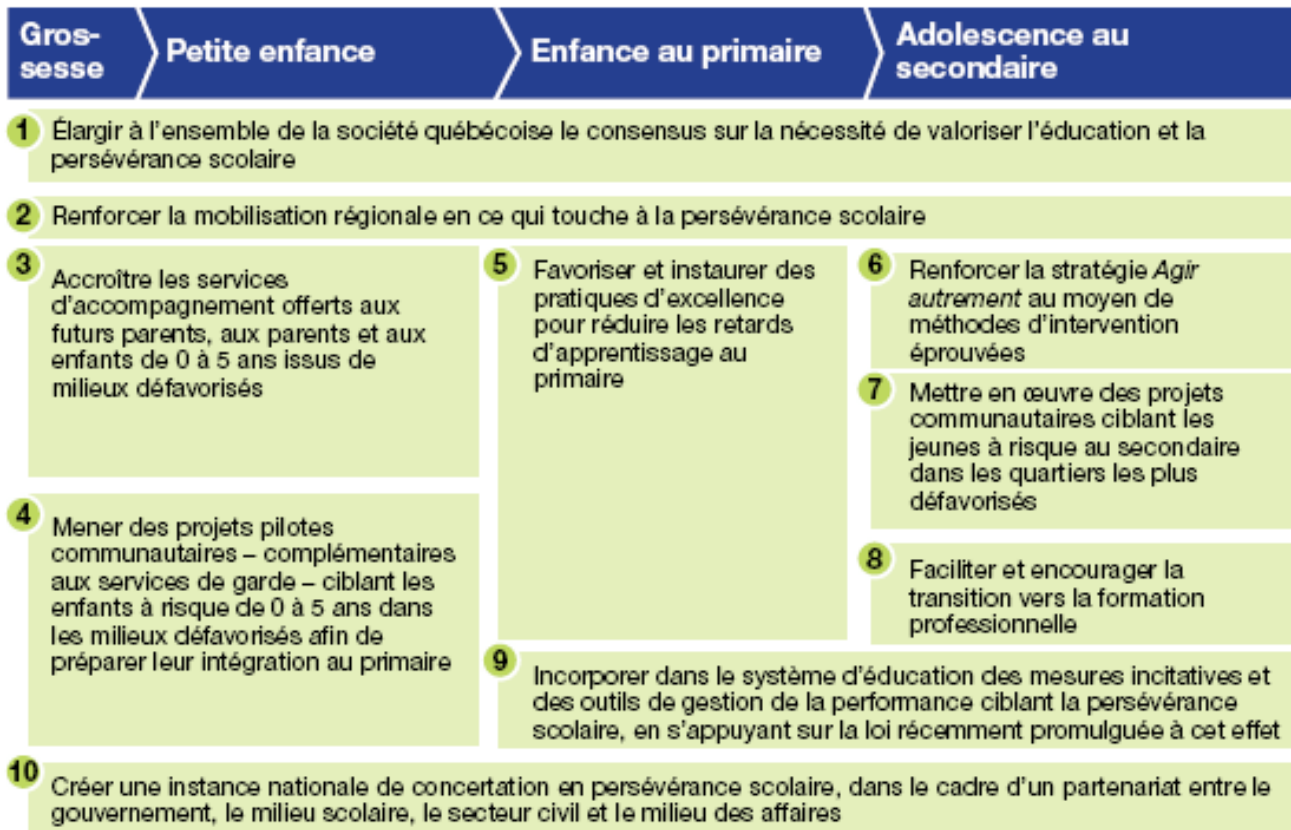 Gros-
sesse
Petite enfance
Enfance au primaire
Adolescence au
secondaire
1 Élargir à l'ensemble de la société québécoise le consensus sur la nécessité de valoriser l'éducation et la
persévérance scolaire
2 Renforcer la mobilisation régionale en ce qui touche à la persévérance scolaire
3 Accroître les services
d'accompagnement offerts aux
futurs parents, aux parents et aux
enfants de 0 à 5 ans issus de
milieux défavorisés
4 Mener des projets pilotes
communautaires – complémentaires
aux services de garde – ciblant les
enfants à risque de 0 à 5 ans dans
les milieux défavorisés afin de
préparer leur intégration au primaire
5 Favoriser et instaurer des
pratiques d'excellence
pour réduire les retards
d'apprentissage au
primaire
6 Renforcer la stratégie Agir
autrement au moyen de
méthodes d'intervention
éprouvées
7 Mettre en œuvre des projets
communautaires ciblant les
jeunes à risque au secondaire
dans les quartiers les plus
défavorisés
8 Faciliter et encourager la
transition vers la formation
professionnelle
9 Incorporer dans le système d'éducation des mesures incitatives et
des outils de gestion de la performance ciblant la persévérance
scolaire, en s'appuyant sur la loi récemment promulguée à cet effet
10 Créer une instance nationale de concertation en persévérance scolaire, dans le cadre d'un partenariat entre le
gouvernement, le milieu scolaire, le secteur civil et le milieu des affaires